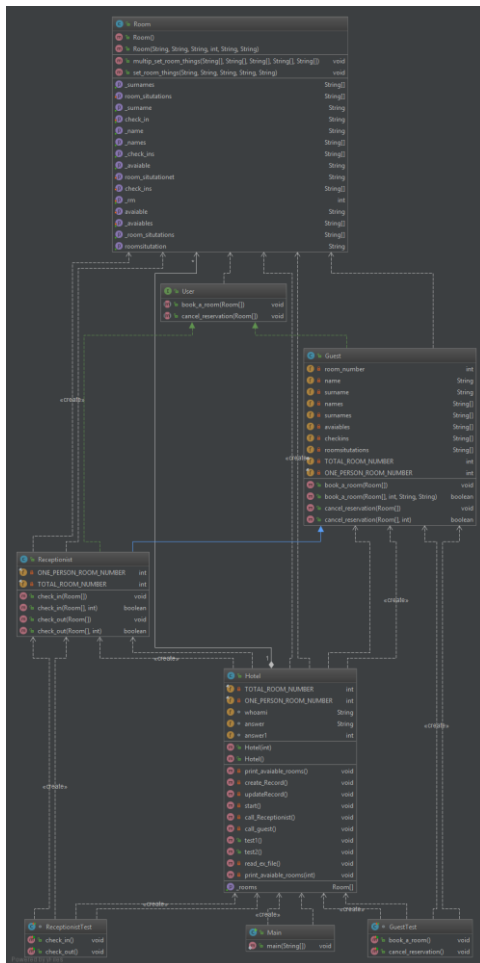 Room
Room()
Room(String, String, String, int, String, String)
multip_set_room_things(String[], String[], String[], String[], String[]) void
set_room_things(String, String, String, String, String) void
_surnames String[]
room_situtations String[]
_surname String
check_in String
_name String
_names String[]
_check_ins String[]
_avaiable String
room_situtationet String
check_ins String[]
_rm int
avaiable String
_avaiables String[]
_room_situtations String[]
roomsitutation String
User
book_a_room(Room[]) void
cancel_reservation(Room[]) void
Guest
room_number int
name String
surname String
names String[]
surnames String[]
avaiables String[]
checkins String[]
roomsitutations String[]
TOTAL_ROOM_NUMBER int
ONE_PERSON_ROOM_NUMBER int
book_a_room(Room[]) void
book_a_room(Room[], int, String, String) boolean
cancel_reservation(Room[]) void
cancel_reservation(Room[], int) boolean
«create»
«create»
Receptionist
ONE_PERSON_ROOM_NUMBER int
TOTAL_ROOM_NUMBER int
check_in(Room[]) void
check_in(Room[], int) boolean
check_out(Room[]) void
check_out(Room[], int) boolean
«create»
«create»
1
Hotel
TOTAL_ROOM_NUMBER int
ONE_PERSON_ROOM_NUMBER int
whoami String
answer String
answer1 int
Hotel(int)
Hotel()
print_avaiable_rooms() void
create_Record() void
updateRecord() void
start() void
call_Receptionist() void
call_guest() void
test1() void
test2() void
read_ex_file() void
print_avaiable_rooms(int) void
_rooms Room[]
«create»
«create»
«create»
«create»
«create»
ReceptionistTest
check_in() void
check_out() void
Main
main(String[]) void
GuestTest
book_a_room() void
cancel_reservation() void